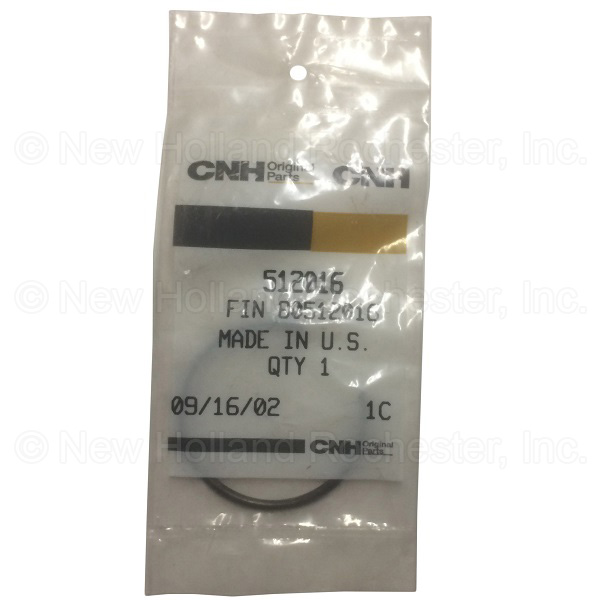 © New Holland Rochester, Inc.
CNH Original Parts CNH
512016
© New Holland Rochester, Inc.
FIN 80512016
MADE IN U.S.
QTY 1
09/16/02 1C
© New Holland Rochester, Inc.
CNH Original Parts